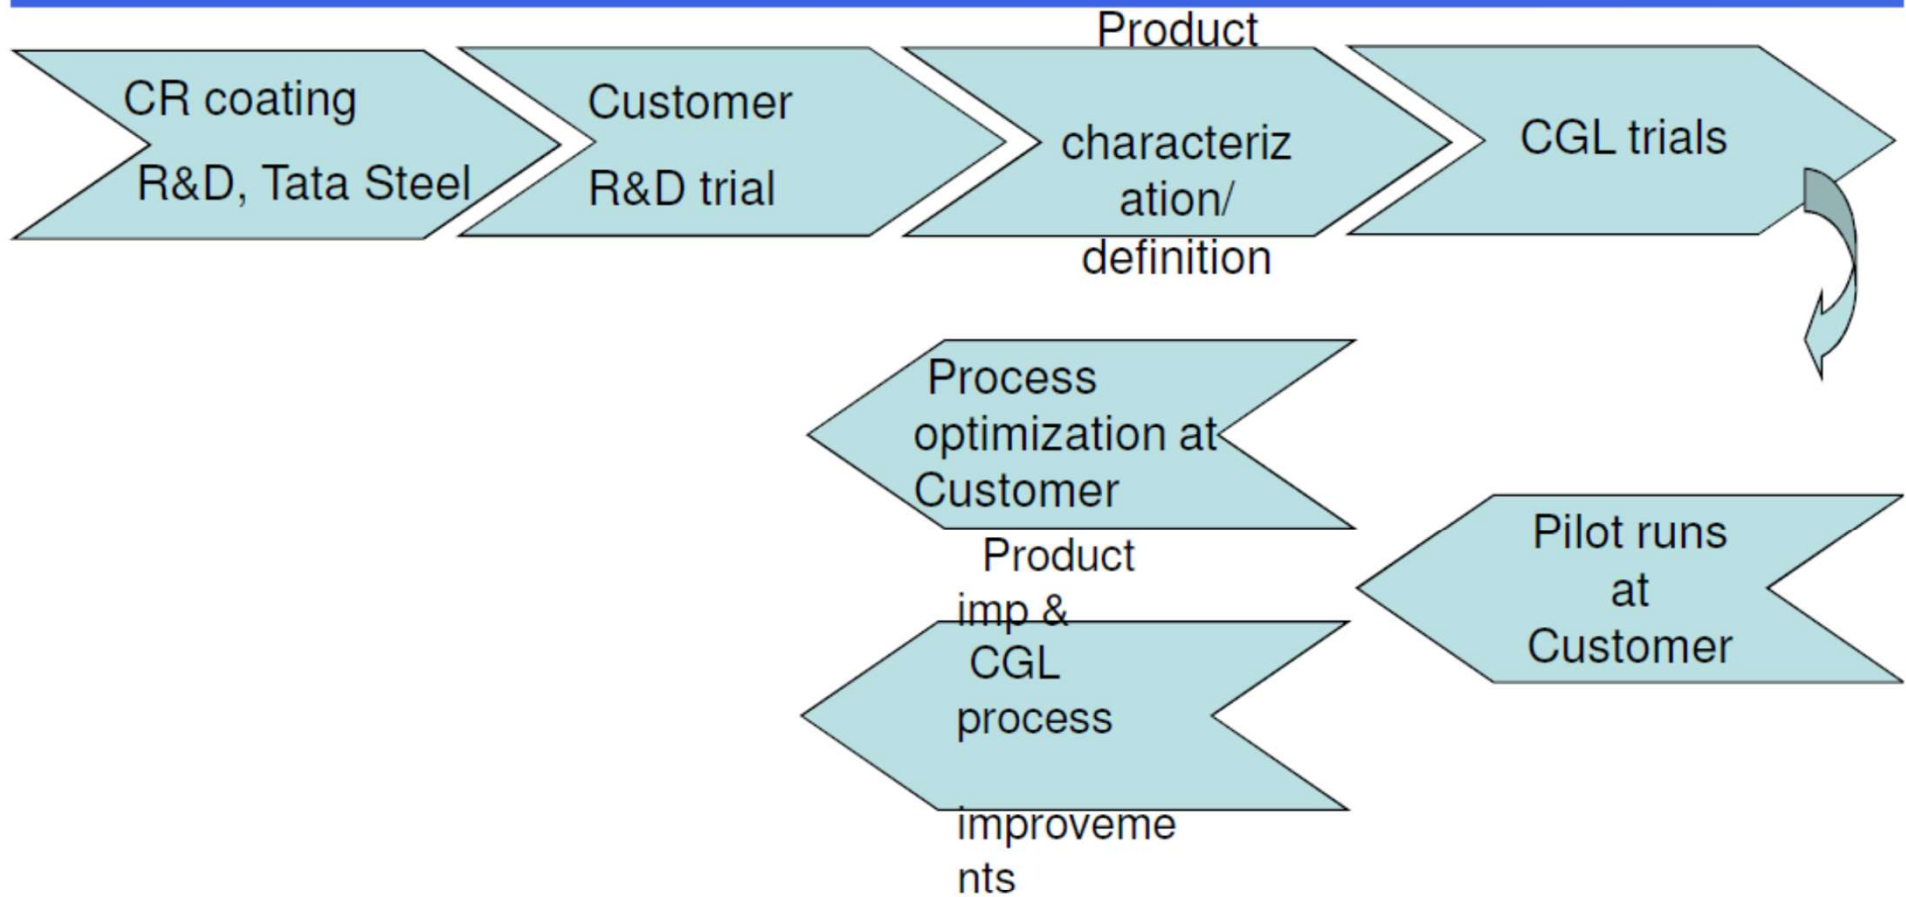 CR coating
R&D, Tata Steel
Customer
R&D trial
Product
characteriz
ation/
definition
CGL trials
Process
optimization at
Customer
Product
imp &
CGL
process
improveme
nts
Pilot runs
at
Customer